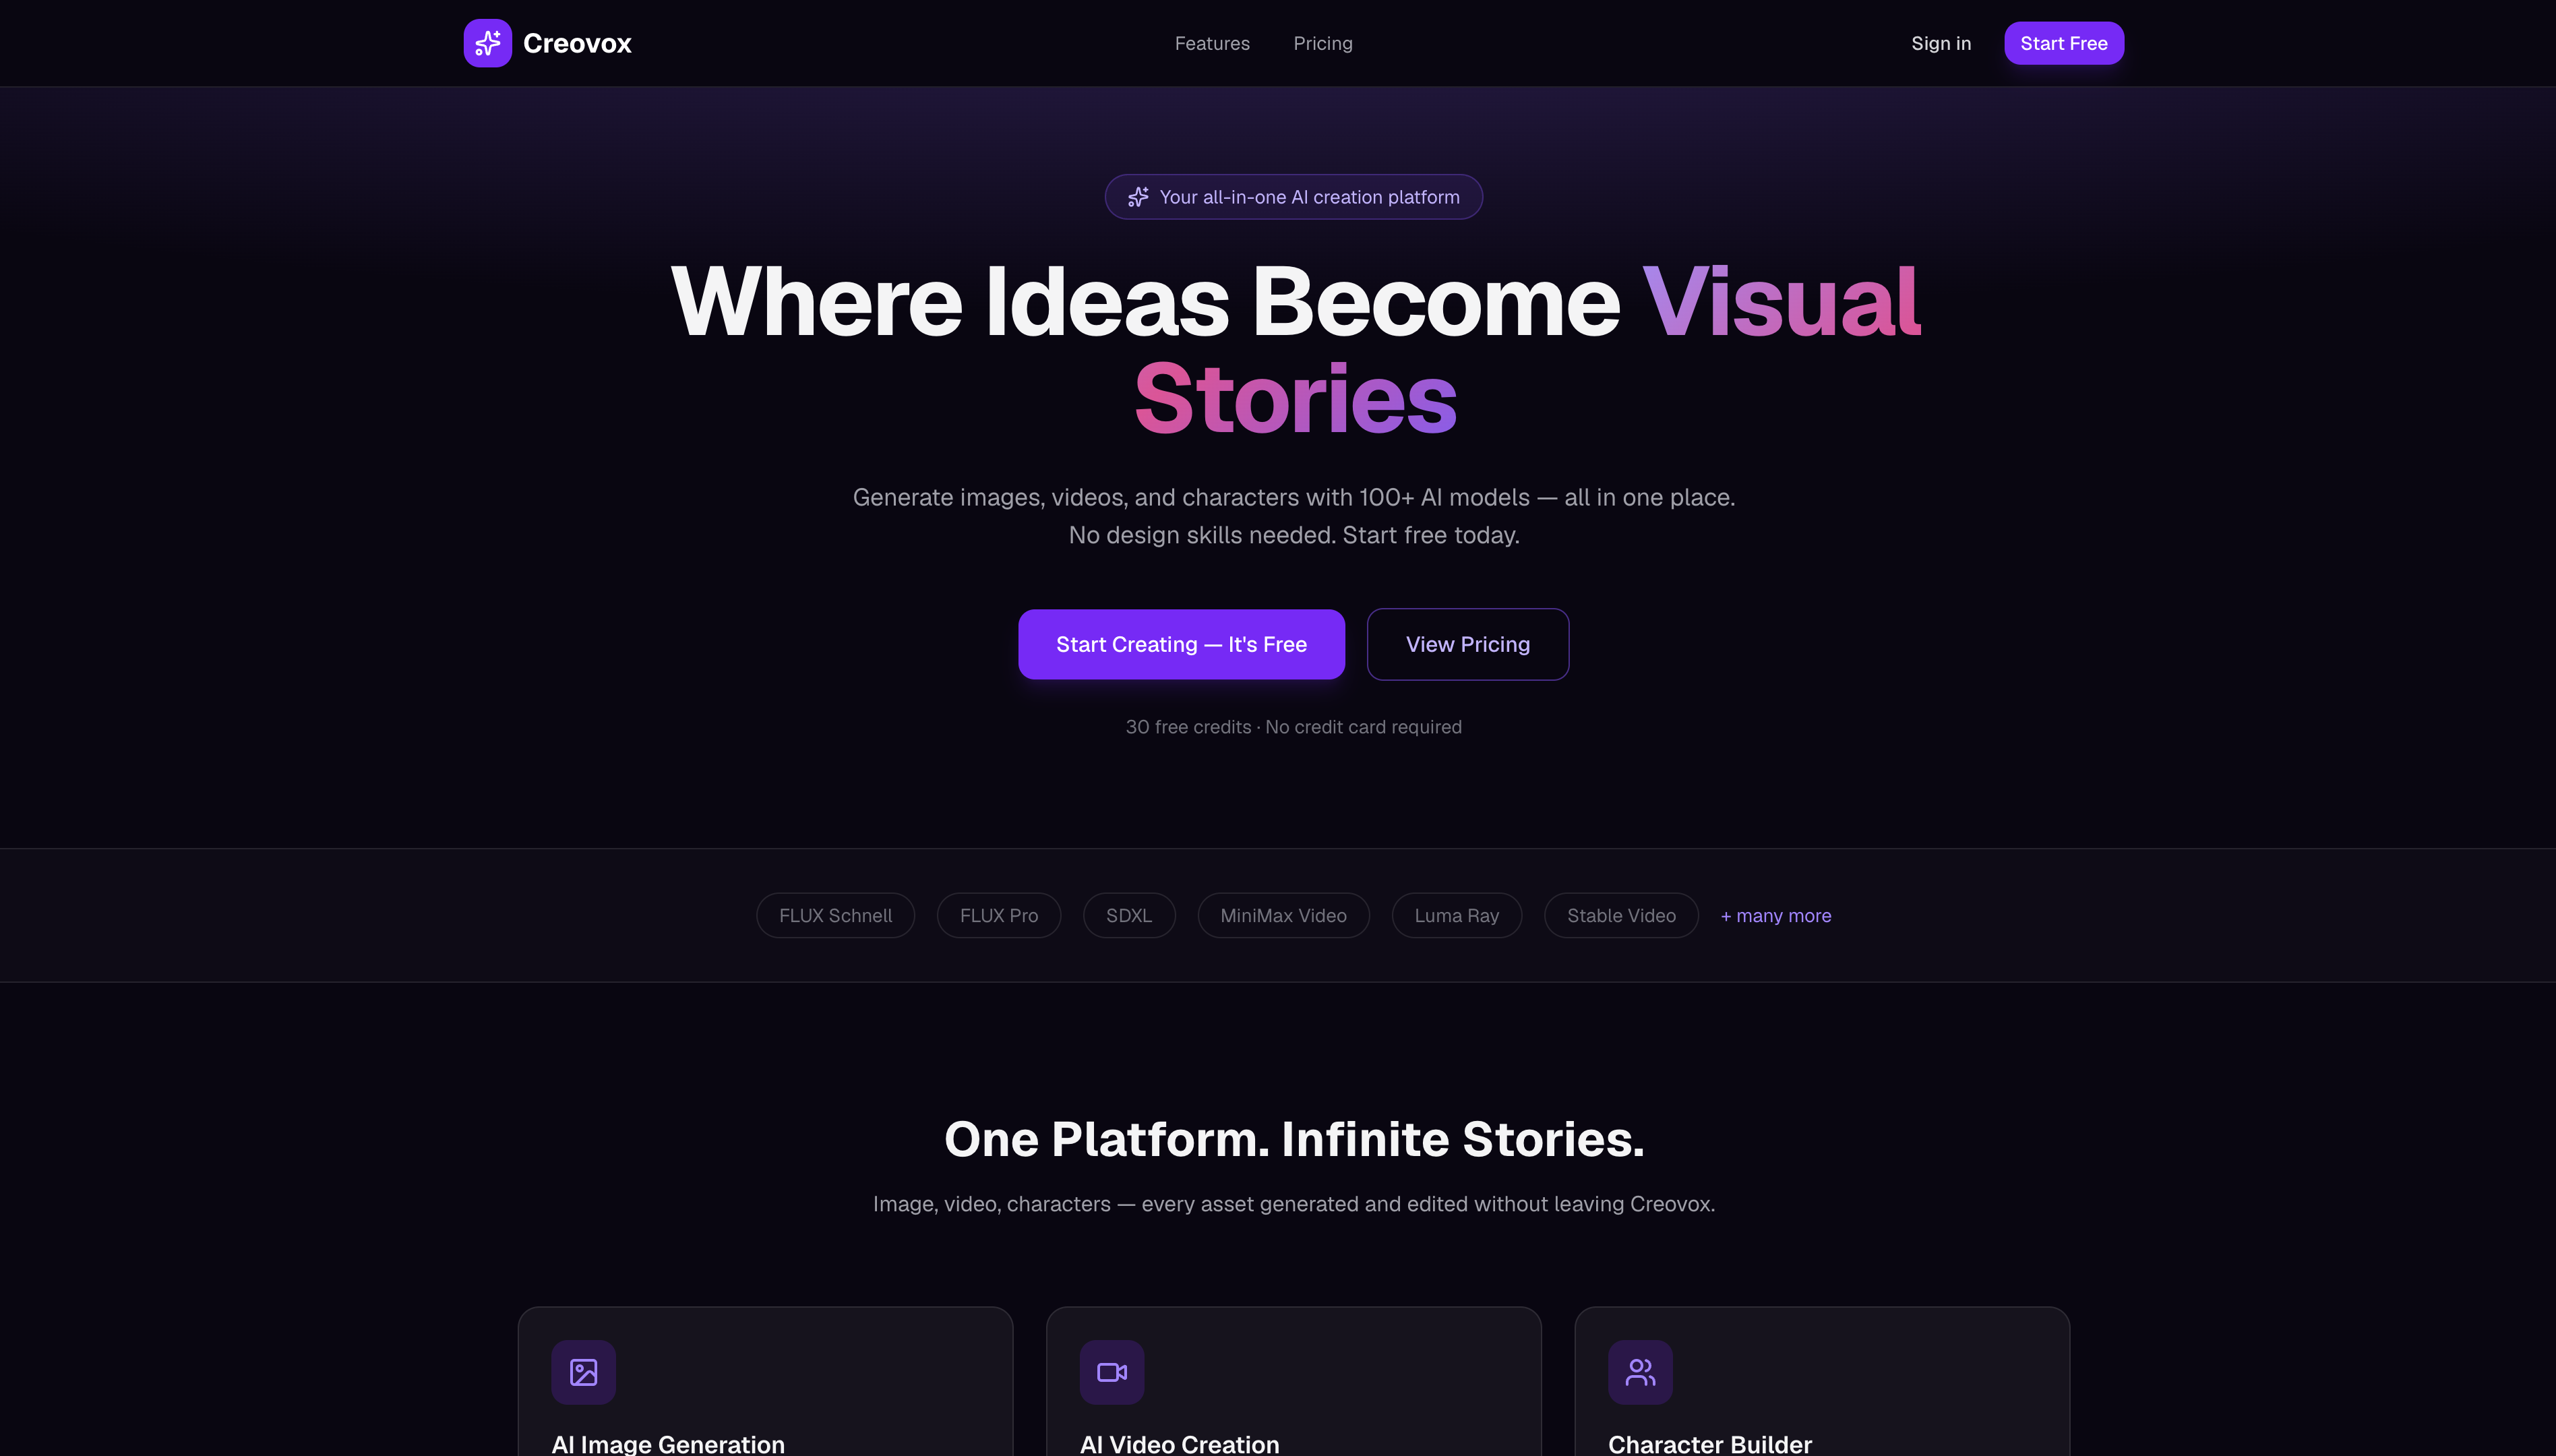 Creovox
Features
Pricing
Sign in
Start Free
Your all-in-one AI creation platform
Where Ideas Become Visual
Stories
Generate images, videos, and characters with 100+ AI models — all in one place.
No design skills needed. Start free today.
Start Creating — It's Free
View Pricing
30 free credits · No credit card required
FLUX Schnell
FLUX Pro
SDXL
MiniMax Video
Luma Ray
Stable Video
+ many more
One Platform. Infinite Stories.
Image, video, characters — every asset generated and edited without leaving Creovox.
AI Image Generation
AI Video Creation
Character Builder